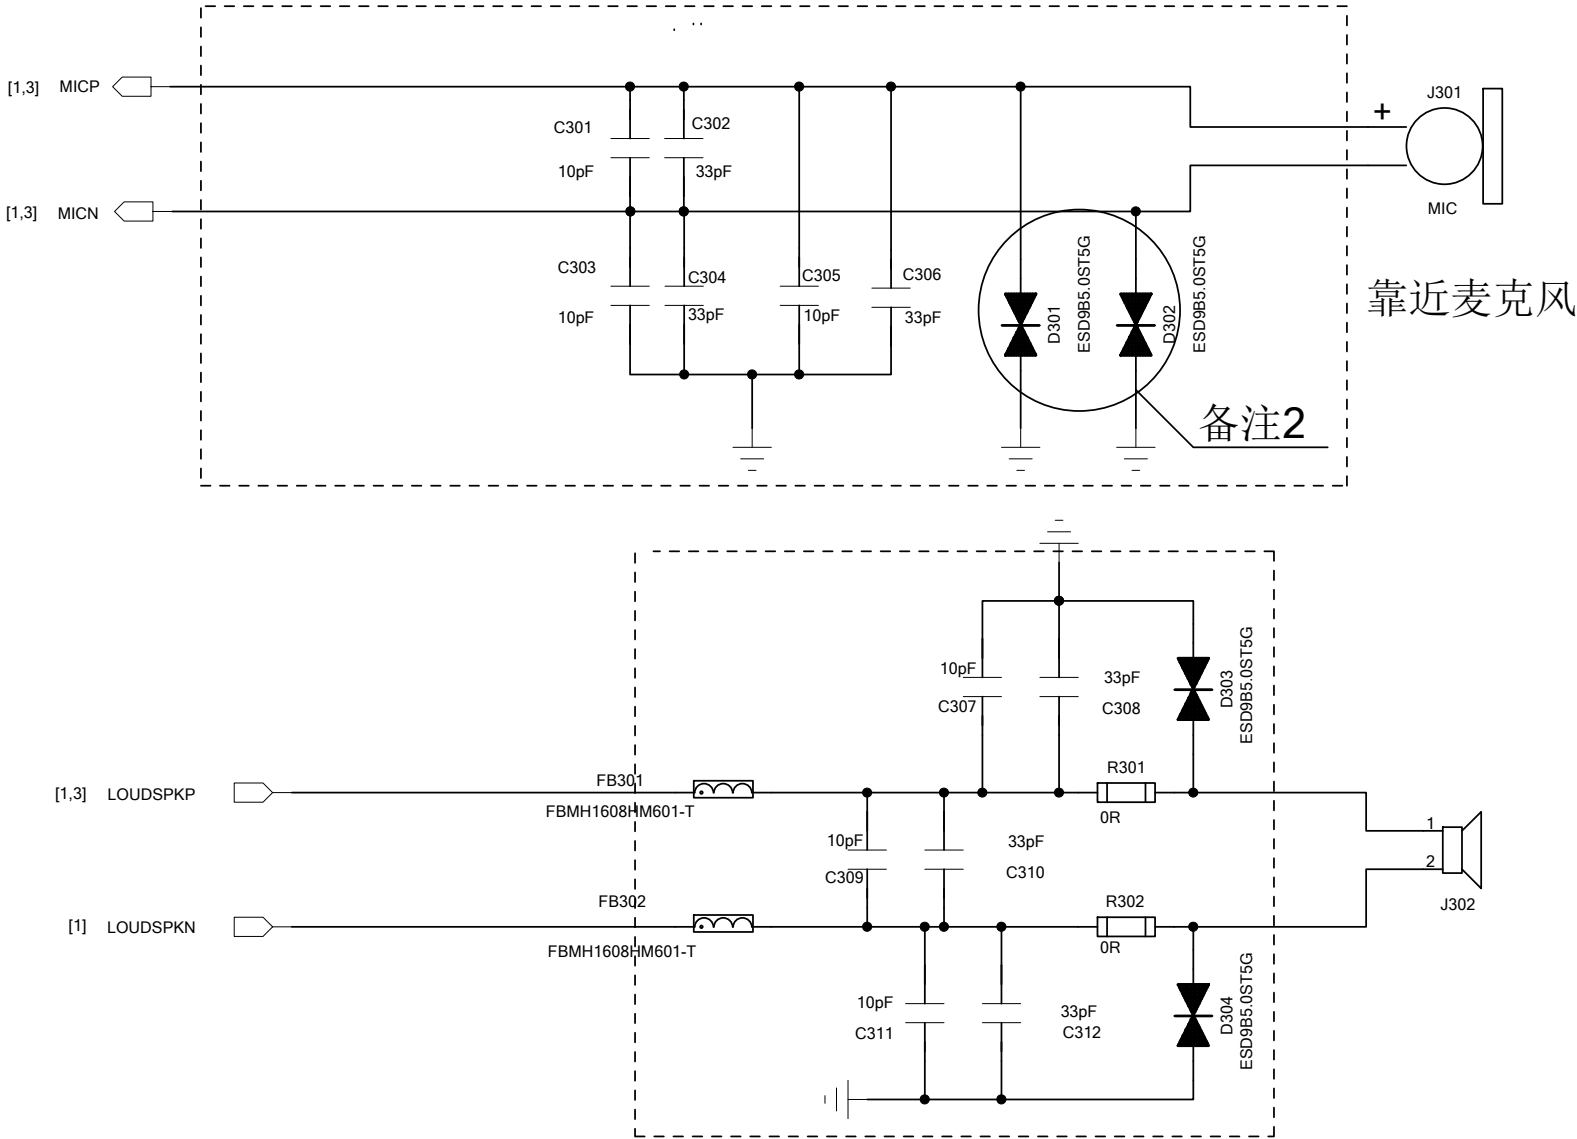 [1,3] MICP
C301
C302
10pF
33pF
+
J301
MIC
[1,3] MICN
C303
C304
C305
C306
10pF
33pF
10pF
33pF
D301
ESD9B5.0ST5G
D302
ESD9B5.0ST5G
靠近麦克风
备注2
10pF
C307
33pF
C308
D303
ESD9B5.0ST5G
[1,3] LOUDSPKP
FB301
FBMH1608HM601-T
R301
0R
10pF
C309
33pF
C310
1
2
J302
[1] LOUDSPKN
FB302
FBMH1608HM601-T
R302
0R
10pF
C311
33pF
C312
D304
ESD9B5.0ST5G